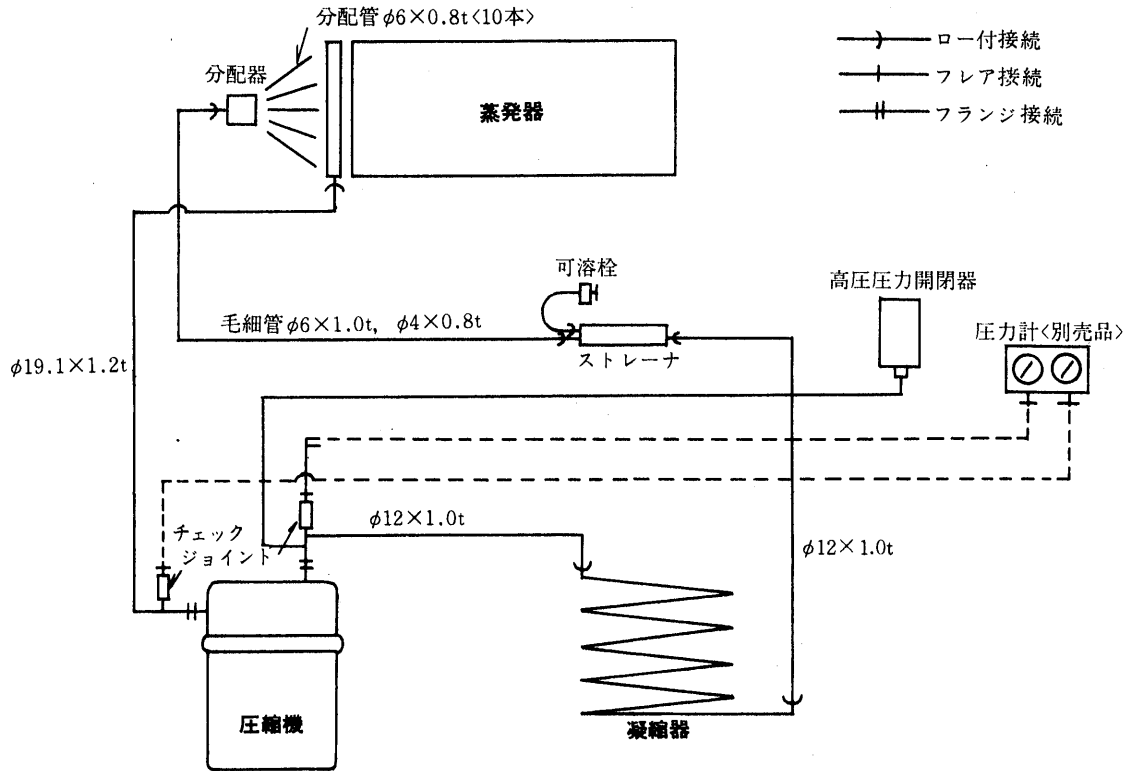 分配管φ6×0.8t<10本>
分配器
蒸発器
ロー付接続
フレア接続
フランジ接続
可溶栓
高圧圧力開閉器
毛細管φ6×1.0t, φ4×0.8t
ストレーナ
圧力計<別売品>
φ19.1×1.2t
チェック
ジョイント
φ12×1.0t
φ12×1.0t
圧縮機
凝縮器